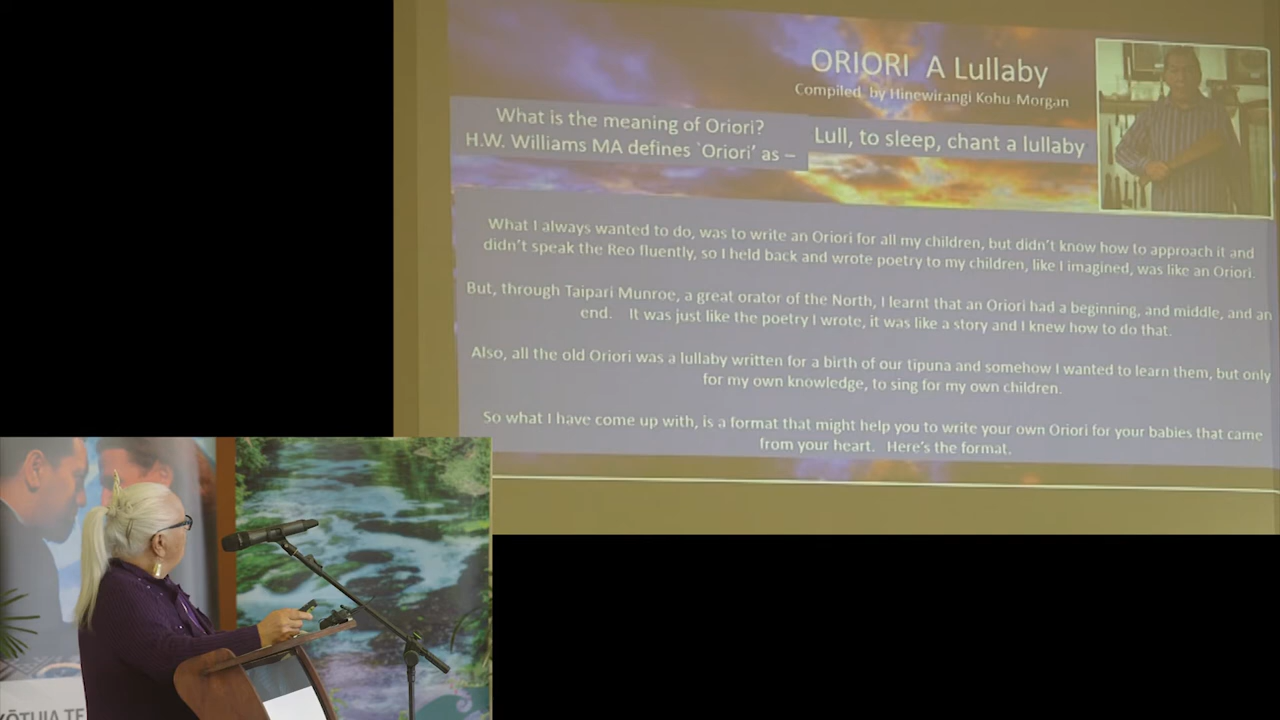 ORIORI A Lullaby
Compiled by Hinewirangi Kohu-Morgan
What is the meaning of Oriori?
H.W. Williams MA defines `Oriori' as –
Lull, to sleep, chant a lullaby
What I always wanted to do, was to write an Oriori for all my children, but didn't know how to approach it and
didn't speak the Reo fluently, so I held back and wrote poetry to my children, like I imagined, was like an Oriori.
But, through Taipari Munroe, a great orator of the North, I learnt that an Oriori had a beginning, and middle, and an
end. It was just like the poetry I wrote, it was like a story and I knew how to do that.
Also, all the old Oriori was a lullaby written for a birth of our tipuna and somehow I wanted to learn them, but only
for my own knowledge, to sing for my own children.
So what I have come up with, is a format that might help you to write your own Oriori for your babies that came
from your heart. Here's the format.
KŌTUIA TE